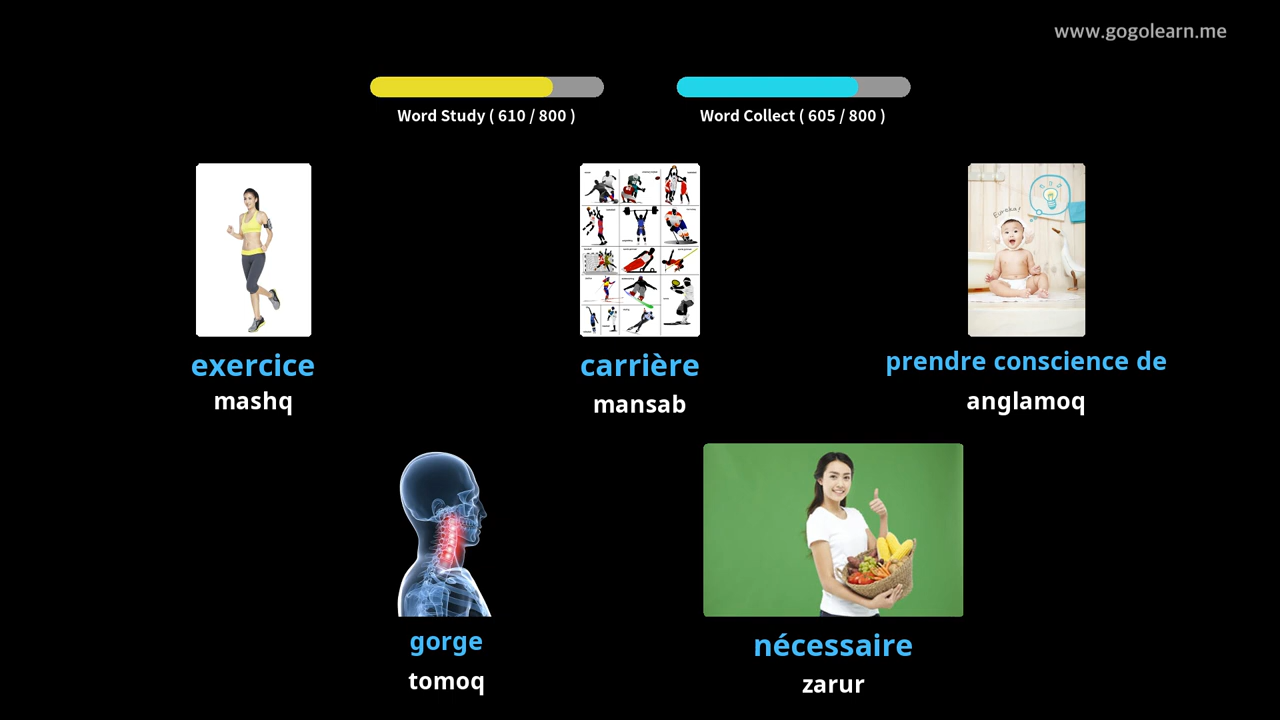 www.gogolearn.me
Word Study ( 610 / 800 )
Word Collect ( 605 / 800 )
Eureka!
exercice
carrière
prendre conscience de
mashq
mansab
anglamoq
gorge
nécessaire
tomoq
zarur